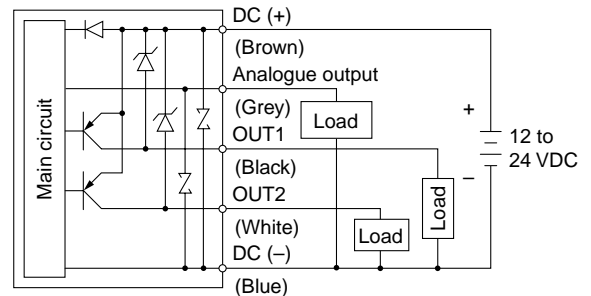 DC (+)
(Brown)
Analogue output
(Grey)
OUT1
(Black)
OUT2
(White)
DC (–)
(Blue)
Main circuit
Load
Load
Load
+
12 to
24 VDC
–